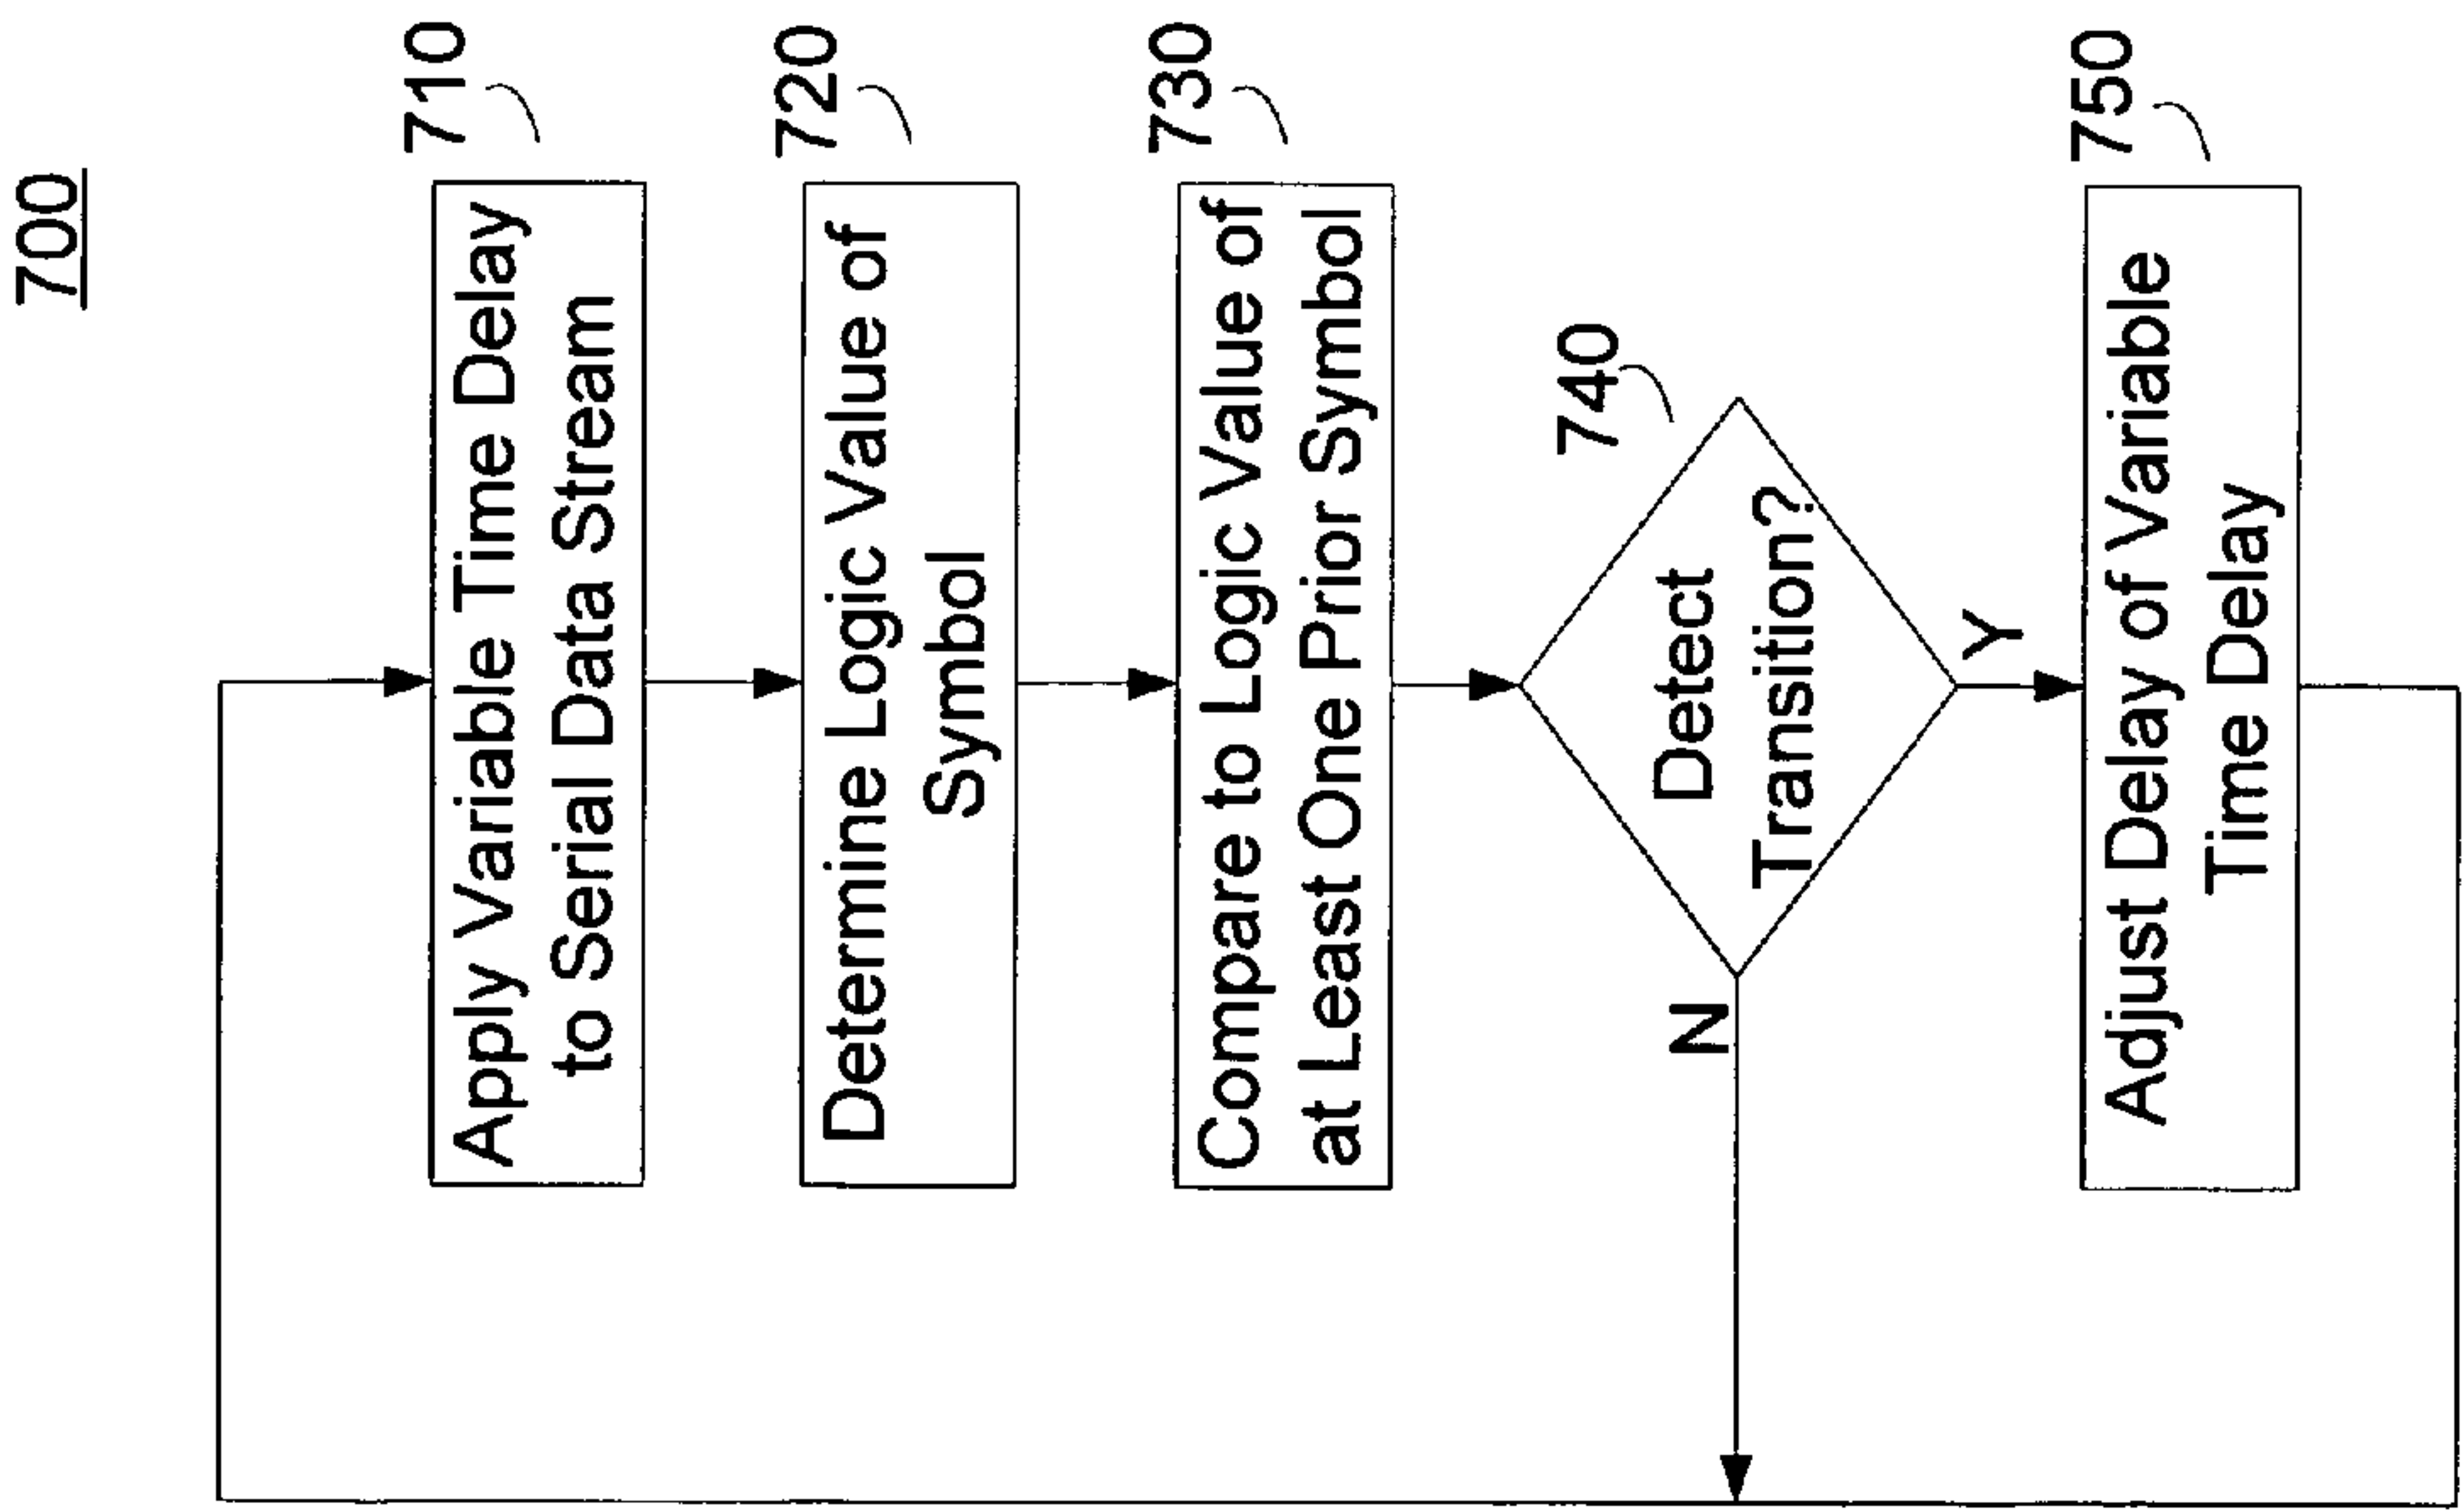 700
710
Apply Variable Time Delay
to Serial Data Stream
720
Determine Logic Value of
Symbol
730
Compare to Logic Value of
at Least One Prior Symbol
740
Detect
Transition?
N
Y
750
Adjust Delay of Variable
Time Delay